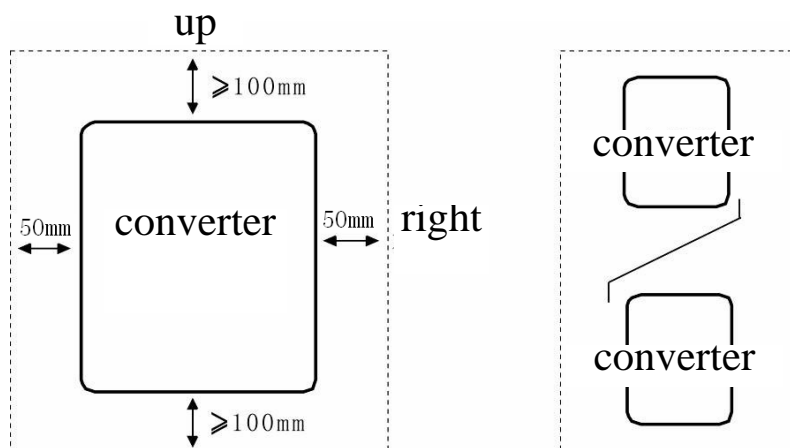 up
⩾100mm
converter
50mm
converter
50mm
right
⩾100mm
converter